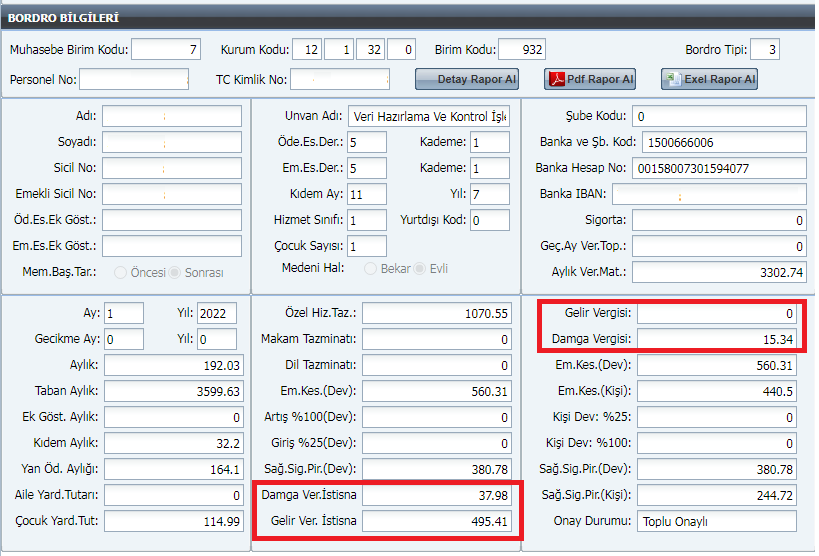 BORDRO BİLGİLERİ
Muhasebe Birim Kodu: 7 Kurum Kodu: 12 1 32 0 Birim Kodu: 932 Bordro Tipi: 3
Personel No: TC Kimlik No: Detay Rapor Al Pdf Rapor Al Exel Rapor Al
Adı:
Soyadı:
Sicil No:
Emekli Sicil No:
Öd.Es.Ek Göst.:
Em.Es.Ek Göst.:
Mem.Baş.Tar.: Öncesi Sonrası
Unvan Adı: Veri Hazırlama Ve Kontrol İşle
Öde.Es.Der.: 5 Kademe: 1
Em.Es.Der.: 5 Kademe: 1
Kıdem Ay: 11 Yıl: 7
Hizmet Sınıfı: 1 Yurtdışı Kod: 0
Çocuk Sayısı: 1
Medeni Hal: Bekar Evli
Şube Kodu: 0
Banka ve Şb. Kod: 1500666006
Banka Hesap No: 00158007301594077
Banka IBAN:
Sigorta: 0
Geç.Ay Ver.Top.: 0
Aylık Ver.Mat.: 3302.74
Ay: 1 Yıl: 2022
Gecikme Ay: 0 Yıl: 0
Aylık: 192.03
Taban Aylık: 3599.63
Ek Göst. Aylık: 0
Kıdem Aylık: 32.2
Yan Öd. Aylığı: 164.1
Aile Yard.Tutarı: 0
Çocuk Yard.Tut: 114.99
Özel Hiz.Taz.: 1070.55
Makam Tazminatı: 0
Dil Tazminatı: 0
Em.Kes.(Dev): 560.31
Artış %100(Dev): 0
Giriş %25(Dev): 0
Sağ.Sig.Pir.(Dev): 380.78
Damga Ver.İstisna 37.98
Gelir Ver. İstisna 495.41
Gelir Vergisi: 0
Damga Vergisi: 15.34
Em.Kes.(Dev): 560.31
Em.Kes.(Kişi): 440.5
Kişi Dev: %25: 0
Kişi Dev: %100: 0
Sağ.Sig.Pir.(Dev): 380.78
Sağ.Sig.Pir.(Kişi): 244.72
Onay Durumu: Toplu Onaylı